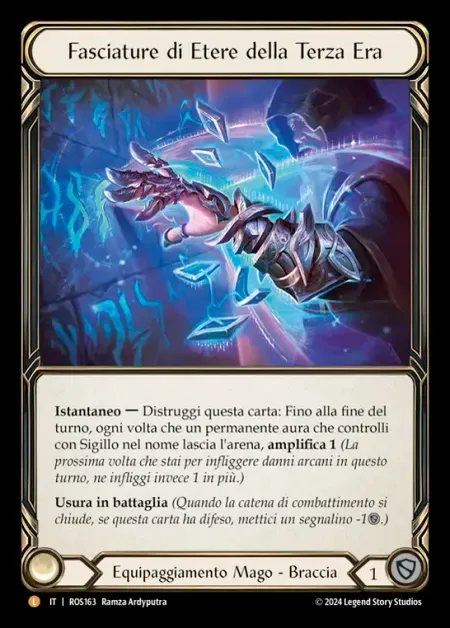 Fasciature di Etere della Terza Era
Istantaneo — Distruggi questa carta: Fino alla fine del
turno, ogni volta che un permanente aura che controlli
con Sigillo nel nome lascia l'arena, amplifica 1 (La
prossima volta che stai per infliggere danni arcani in questo
turno, ne infliggi invece 1 in più.)
Usura in battaglia (Quando la catena di combattimento si
chiude, se questa carta ha difeso, mettici un segnalino -1.)
Equipaggiamento Mago - Braccia
1
L IT | ROS163 Ramza Ardyputra
© 2024 Legend Story Studios